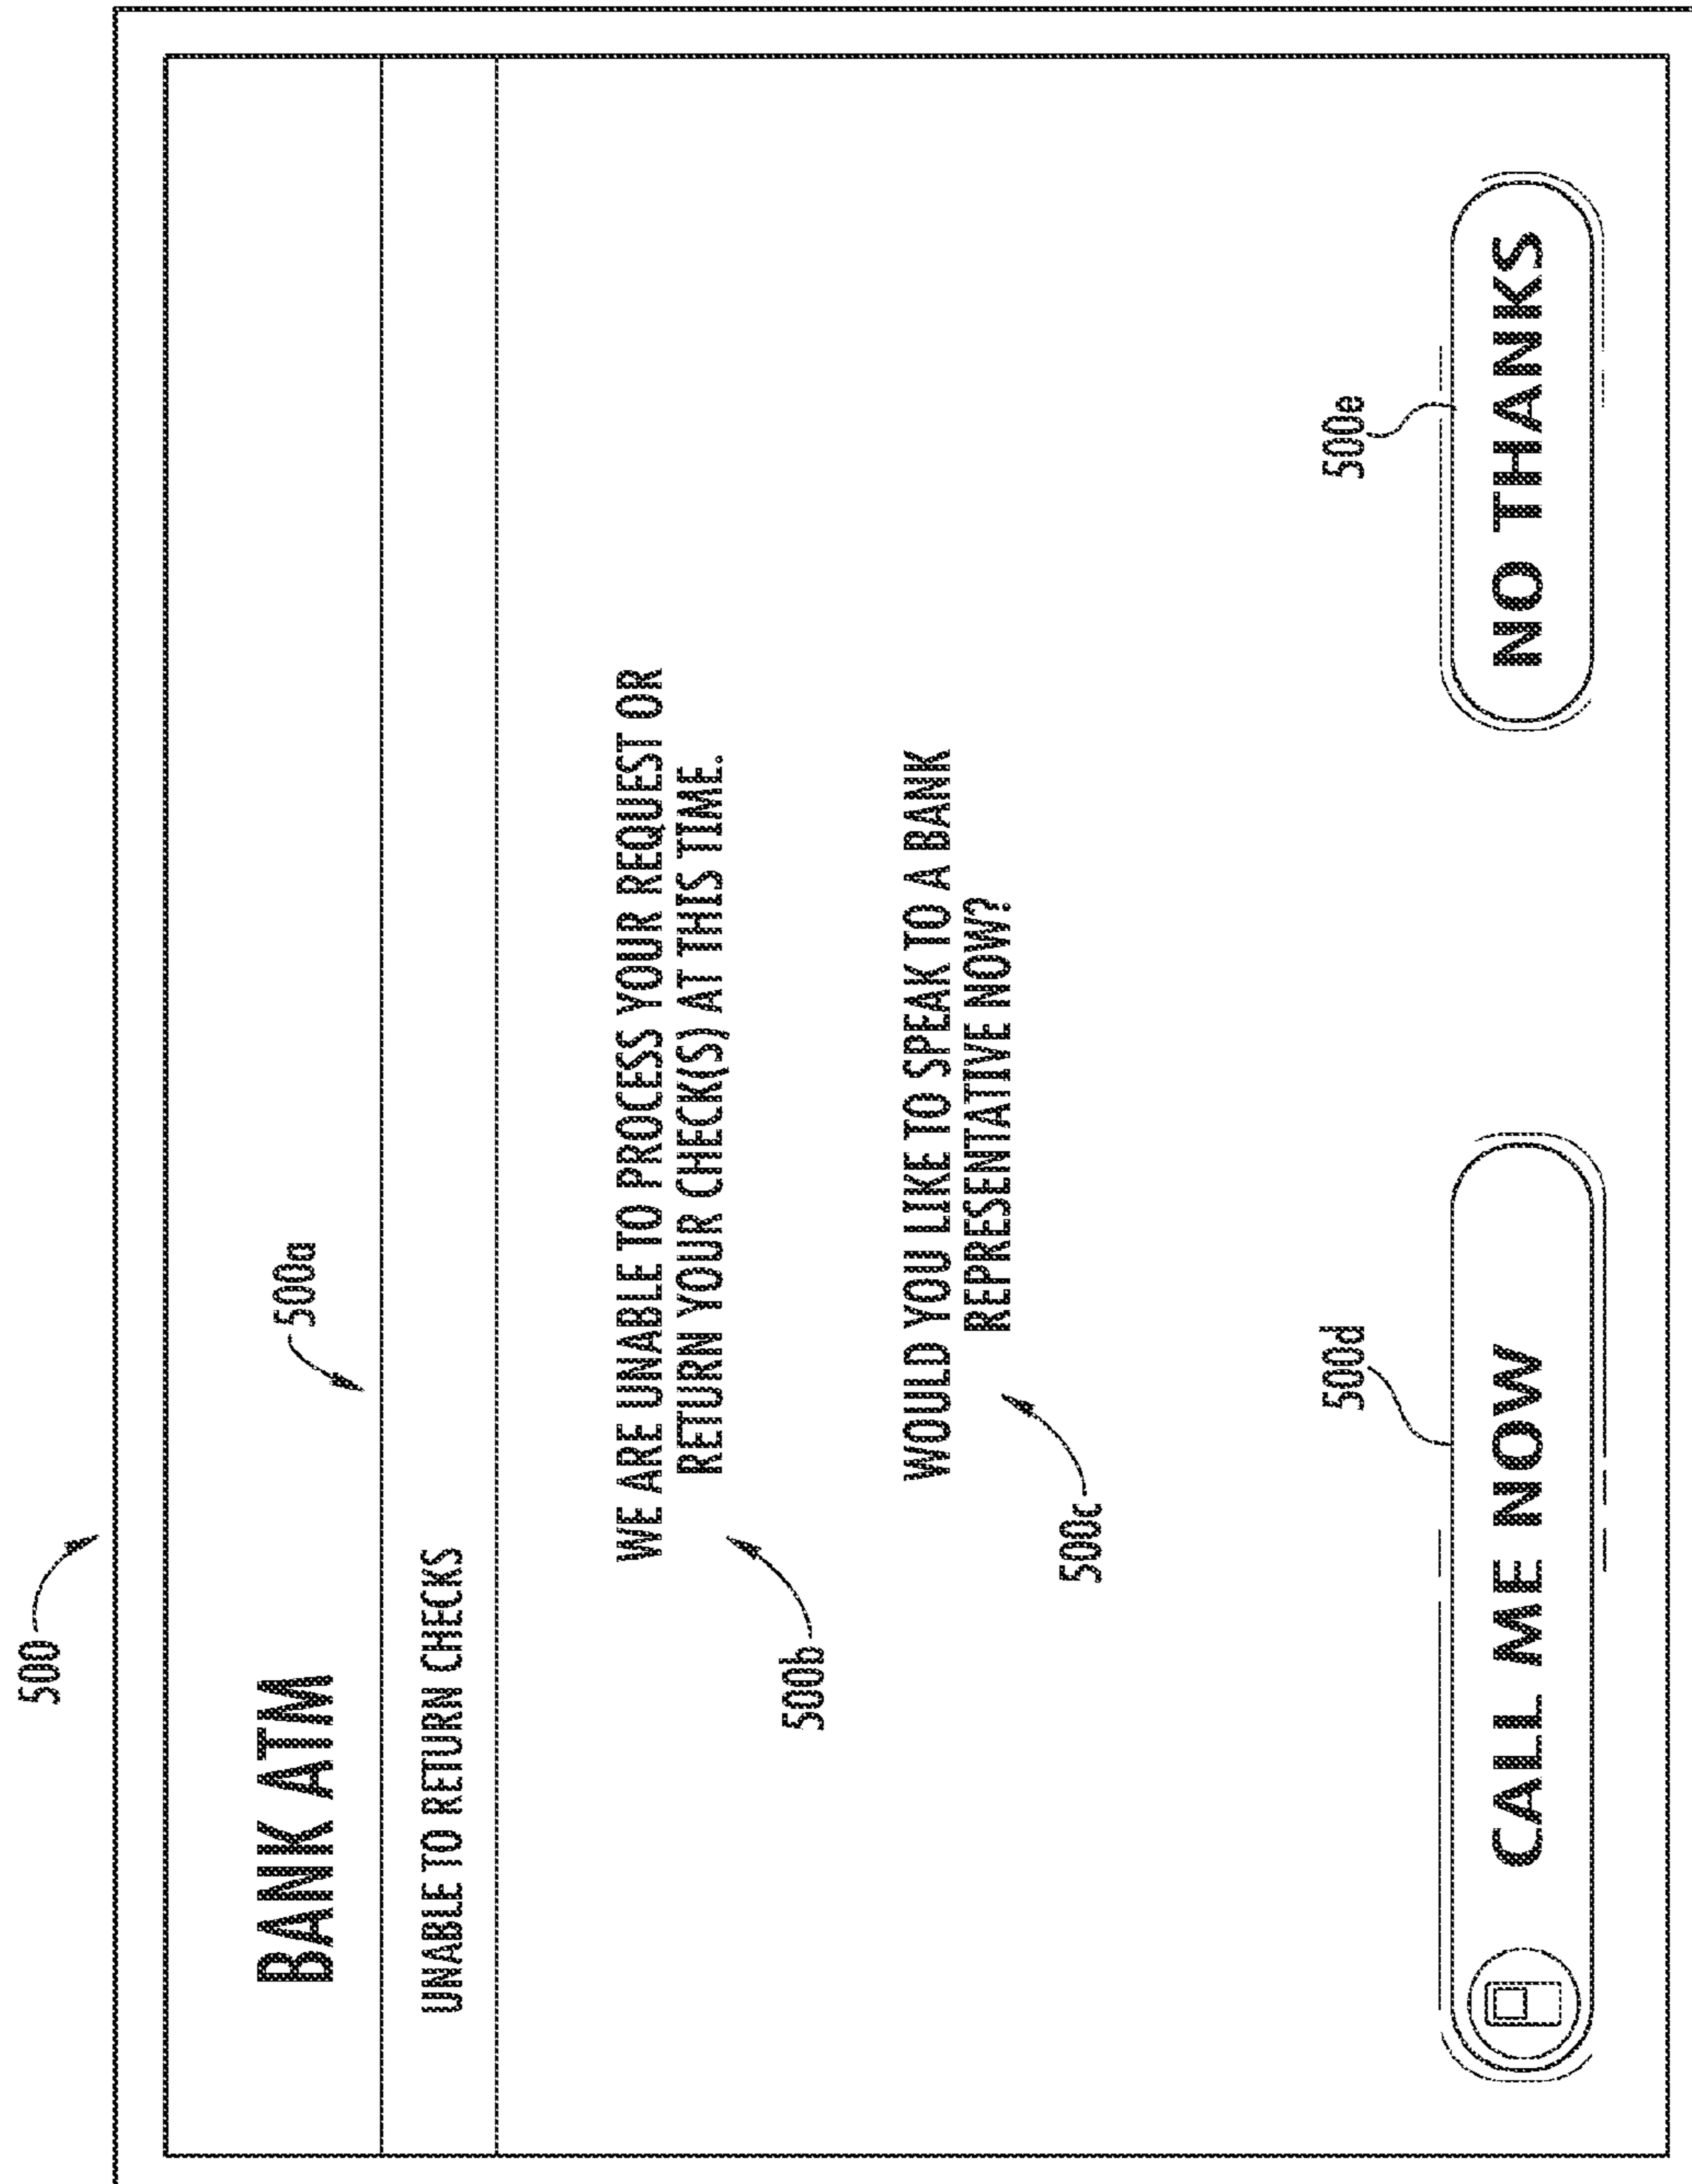 500
BANK ATM
500a
UNABLE TO RETURN CHECKS
WE ARE UNABLE TO PROCESS YOUR REQUEST OR
RETURN YOUR CHECK(S) AT THIS TIME.
500b
WOULD YOU LIKE TO SPEAK TO A BANK
REPRESENTATIVE NOW?
500c
500d
500e
CALL ME NOW
NO THANKS